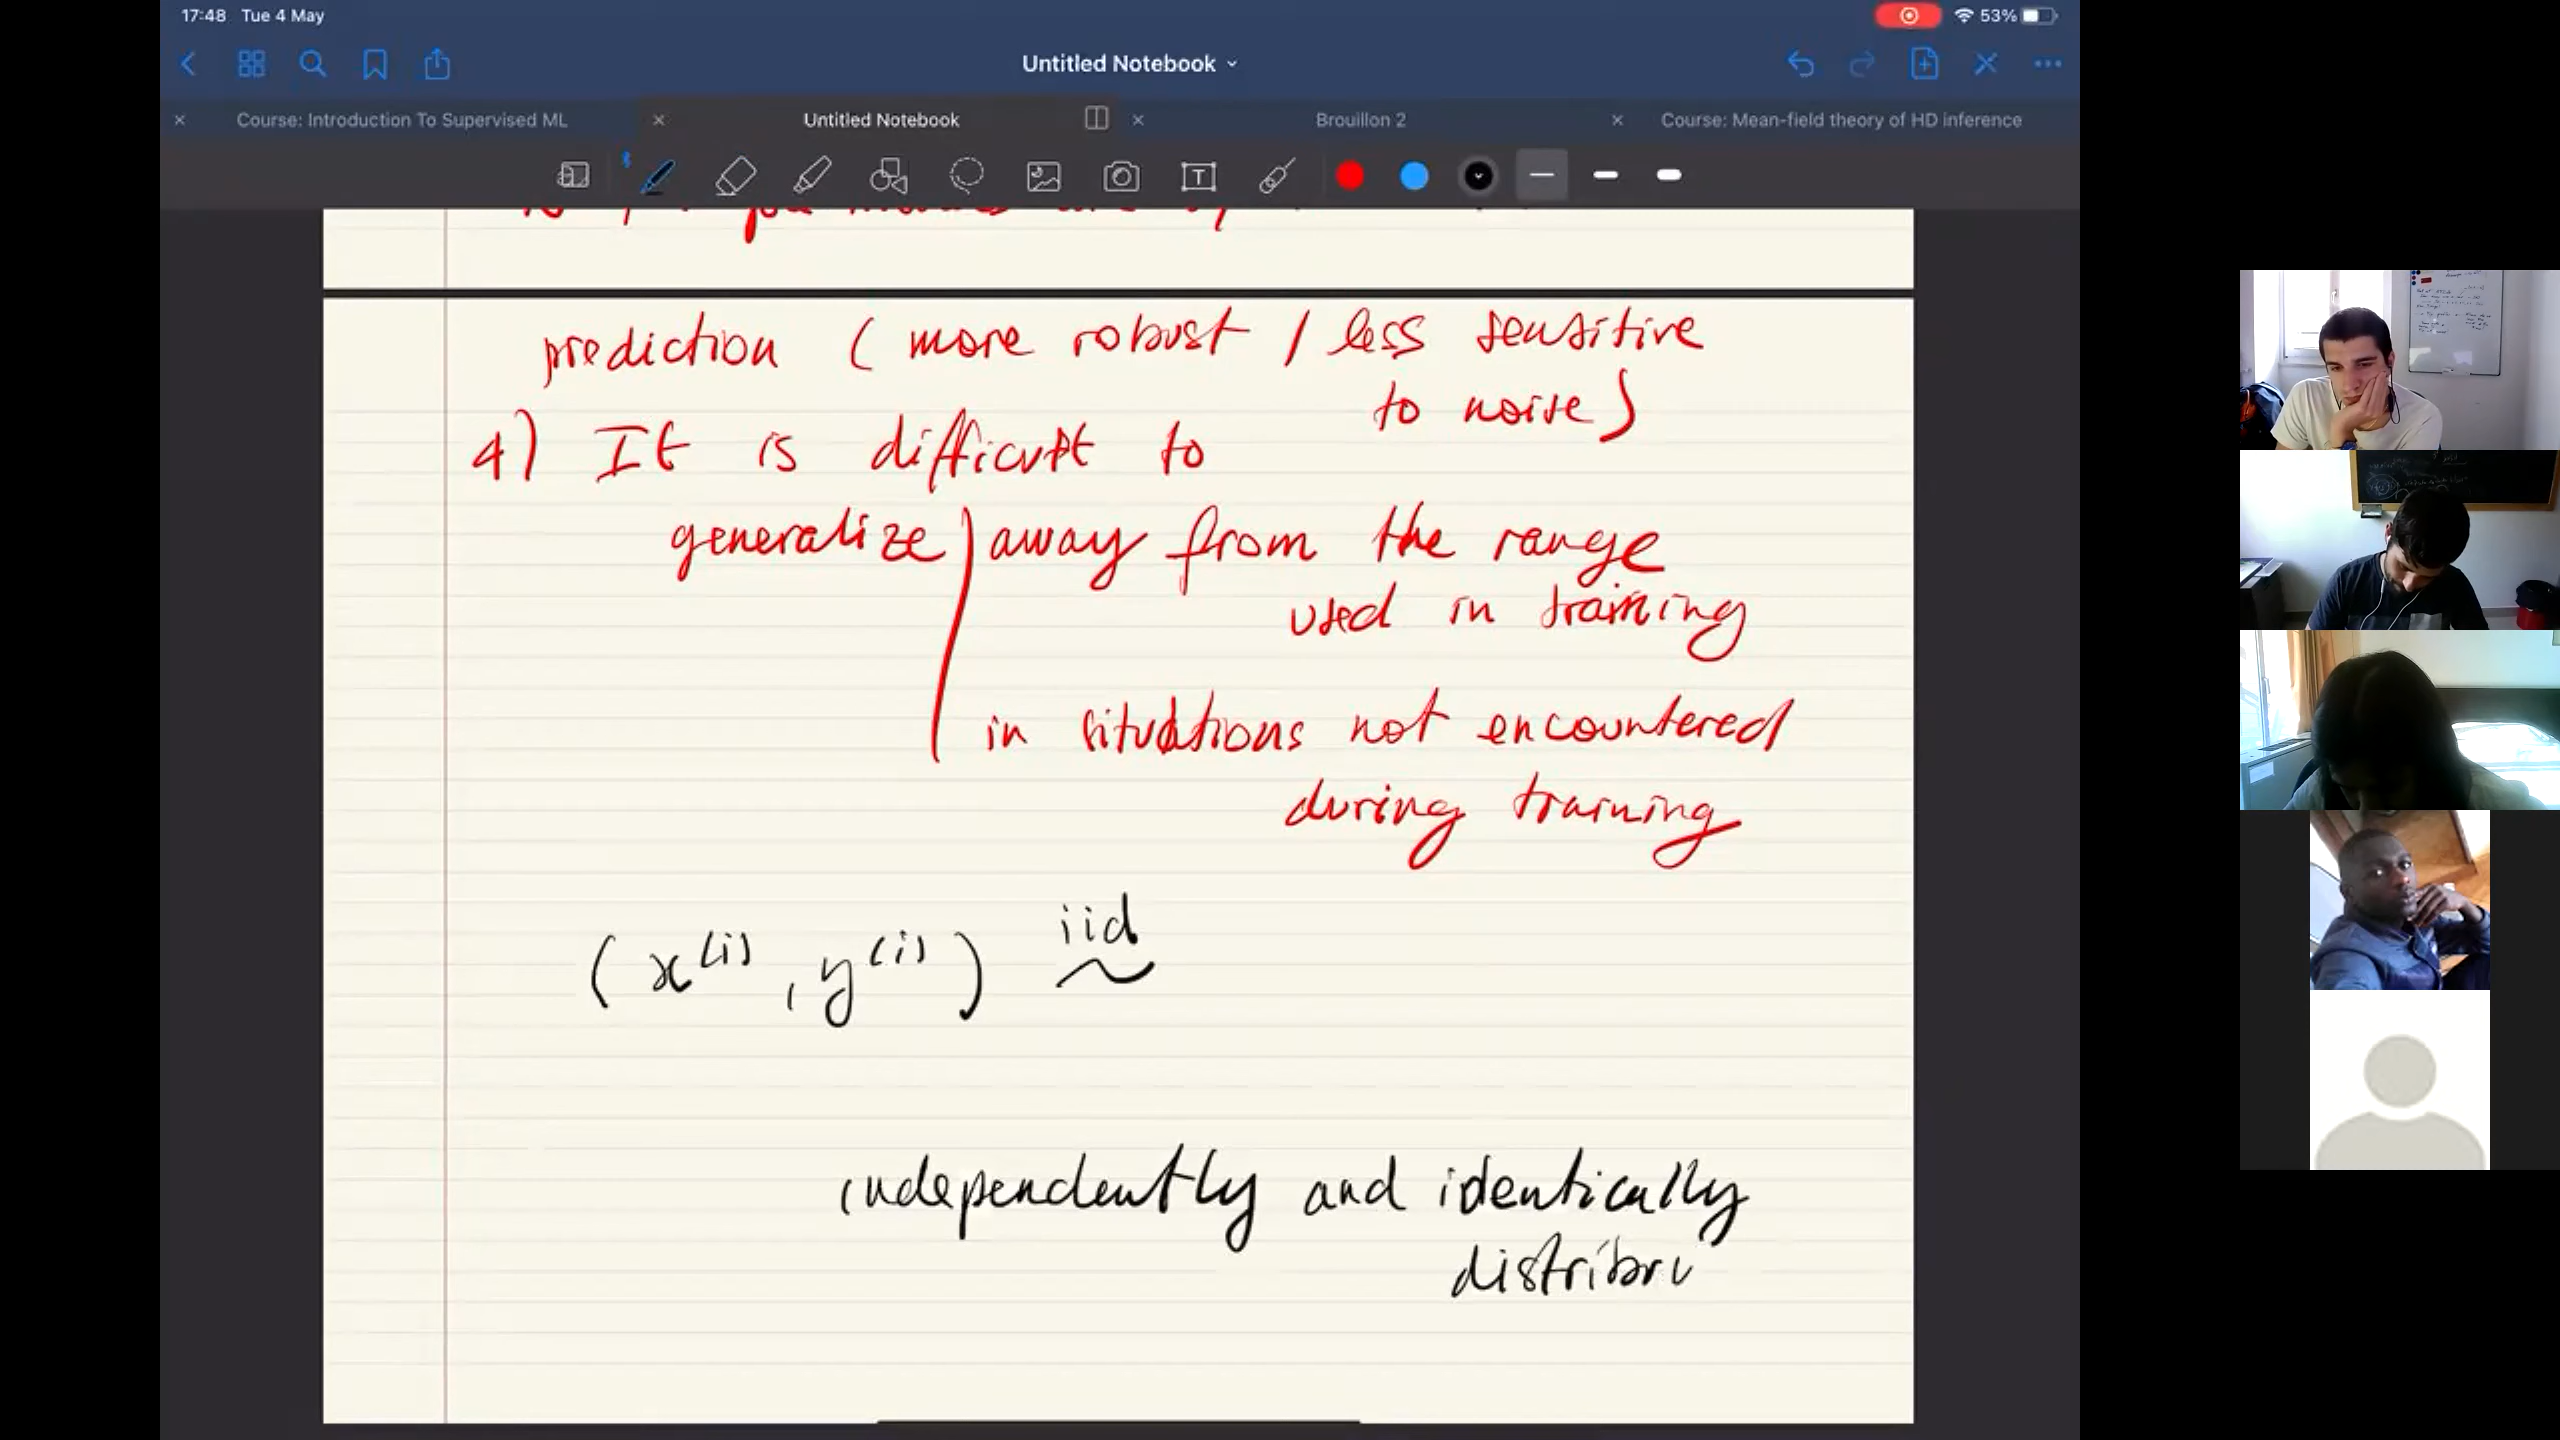 17:48 Tue 4 May
53%
Untitled Notebook
Course: Introduction To Supervised ML
Untitled Notebook
Brouillon 2
Course: Mean-field theory of HD inference
T
prediction ( more robust / less sensitive
to noise )
4) It is difficult to
generalize ) away from the range
used in training
in situations not encountered
during training
( x^(i) , y^(i) ) iid ~
independently and identically
distribu